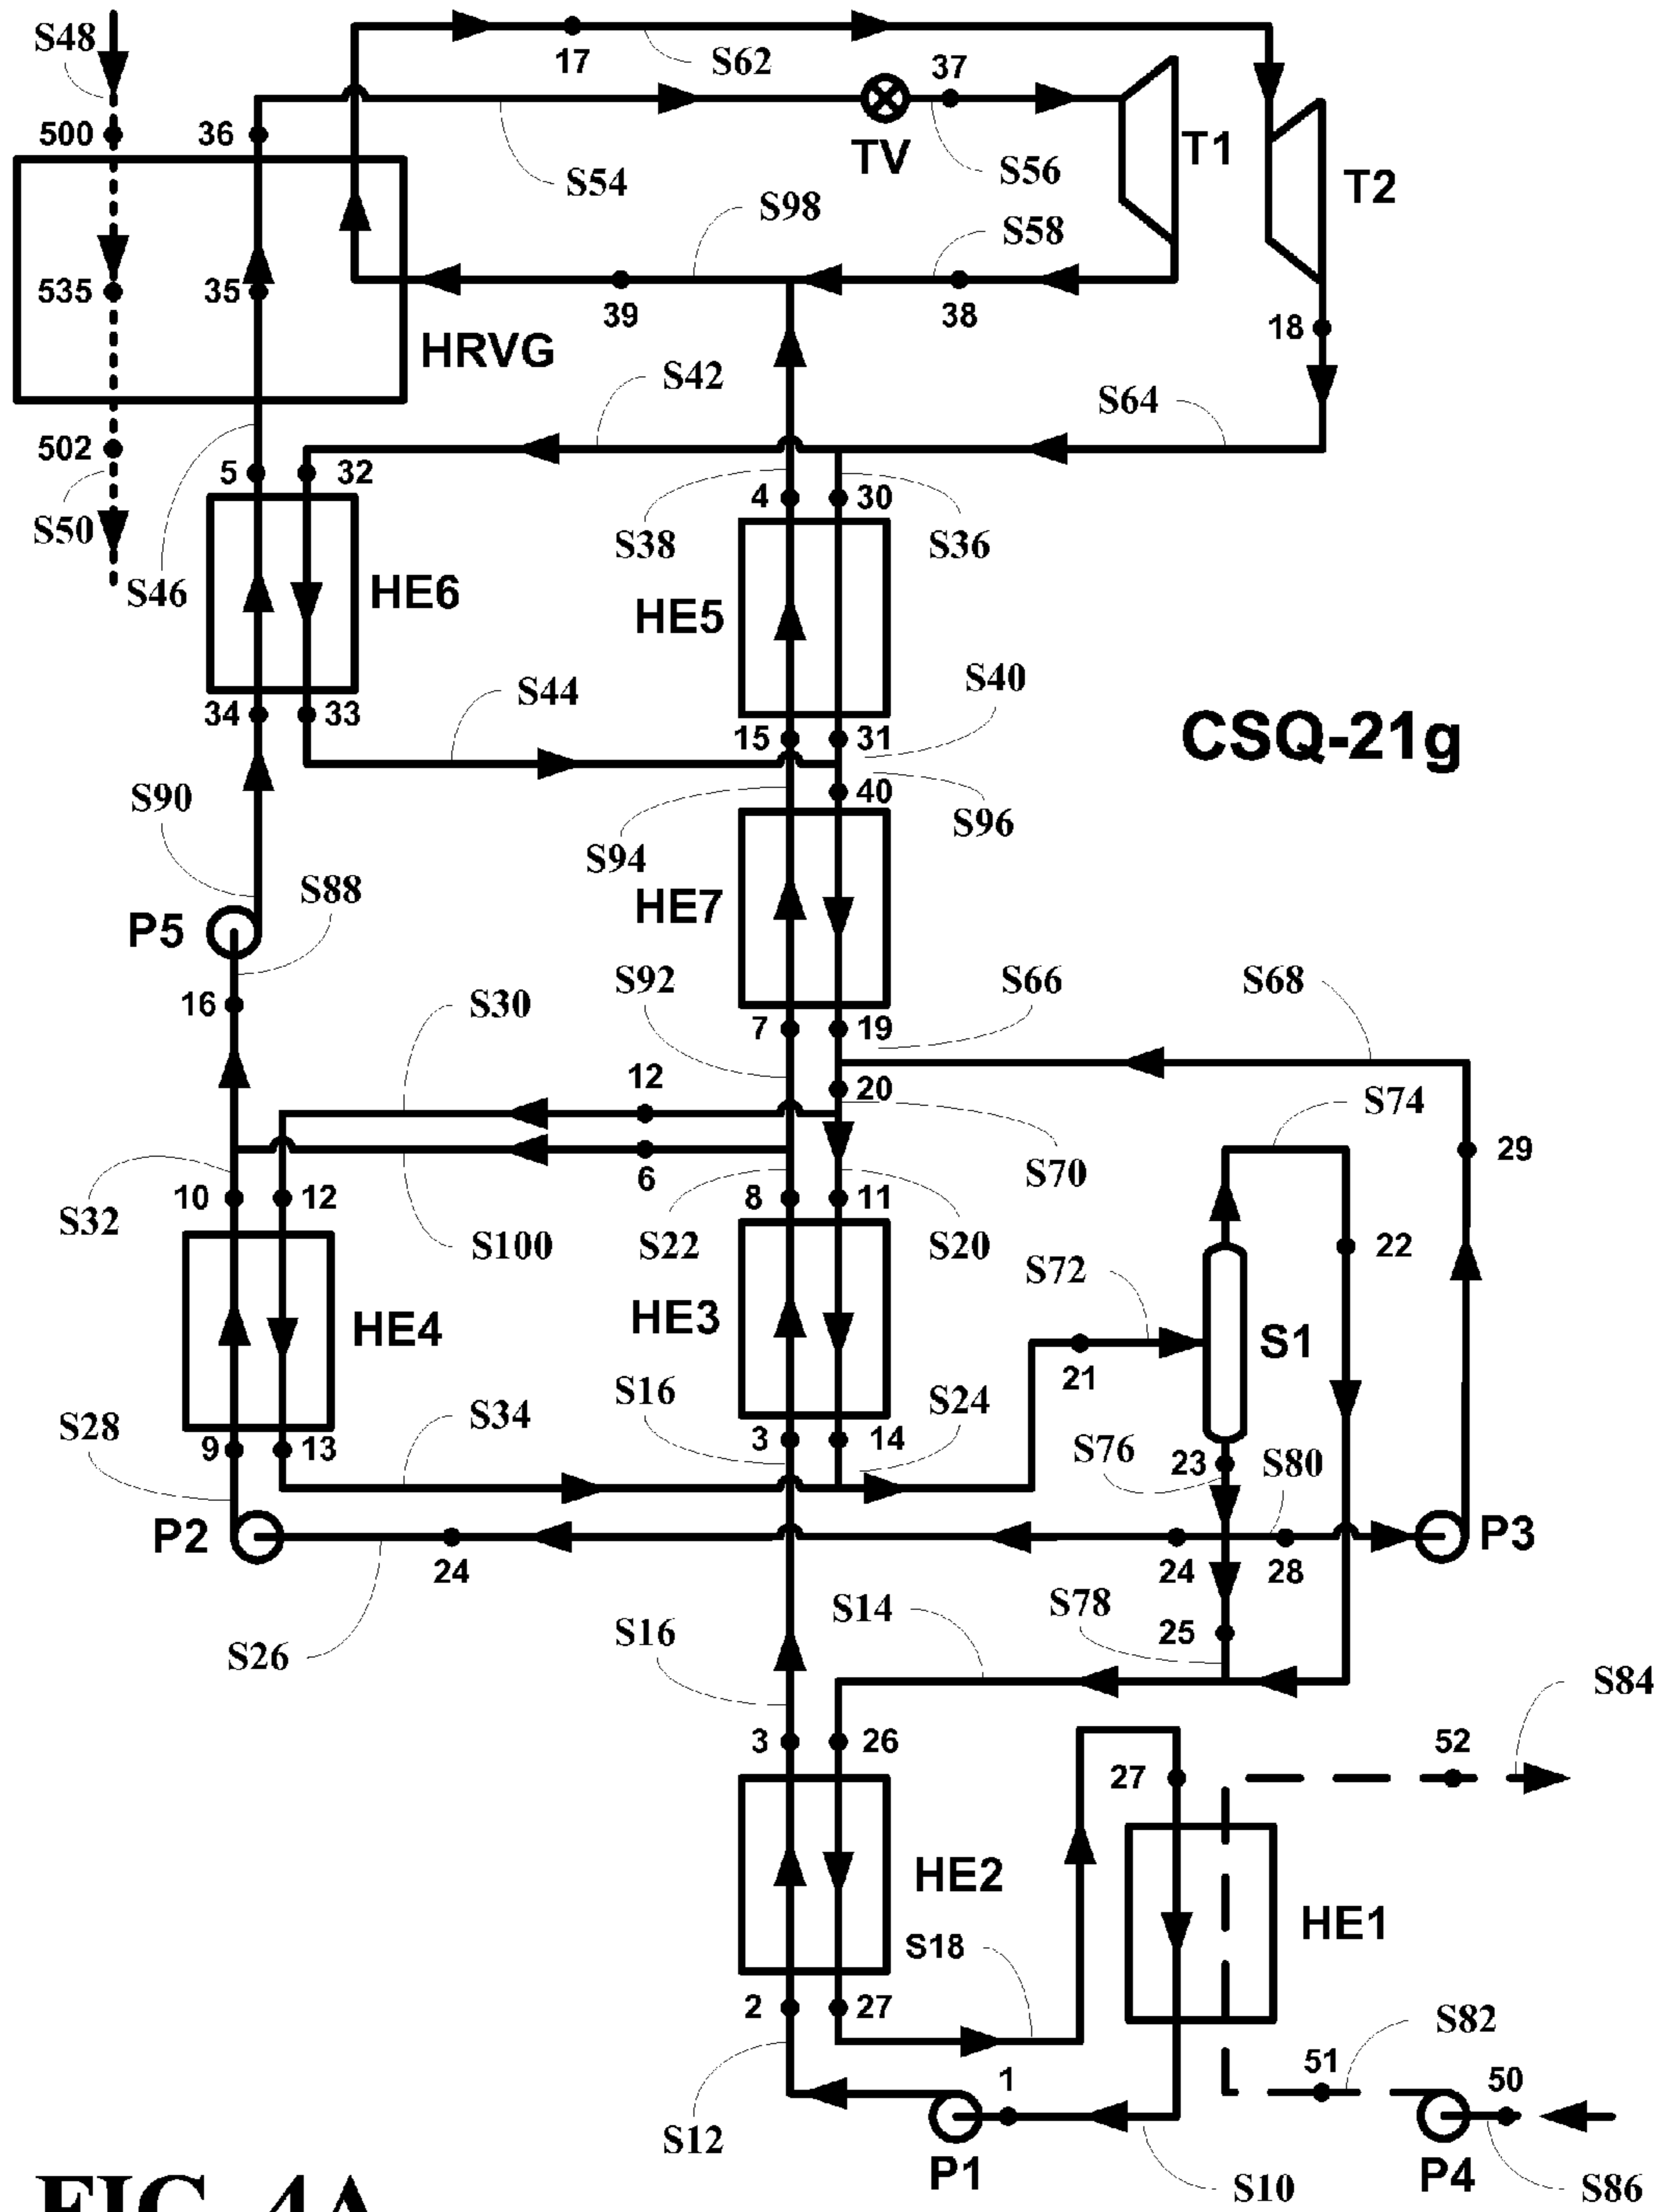 S48
17
S62
37
500
36
TV
T1
S54
S56
T2
S98
S58
535
35
39
38
18
HRVG
S42
S64
502
5
32
4
30
S50
S38
S36
S46
HE6
HE5
S40
S44
34
33
15
31
CSQ-21g
S90
40
S96
S94
S88
HE7
P5
S92
S66
S68
16
S30
7
19
12
20
S74
6
S70
29
S32
10
12
8
11
S100
S22
S20
22
S72
HE4
HE3
S1
21
S16
S24
S28
S34
9
13
3
14
S76
23
S80
P2
P3
24
24
28
S14
S78
S16
25
S26
S84
3
26
52
27
HE2
HE1
S18
2
27
S82
51
1
50
S12
P1
P4
S10
S86
FIG. 4A